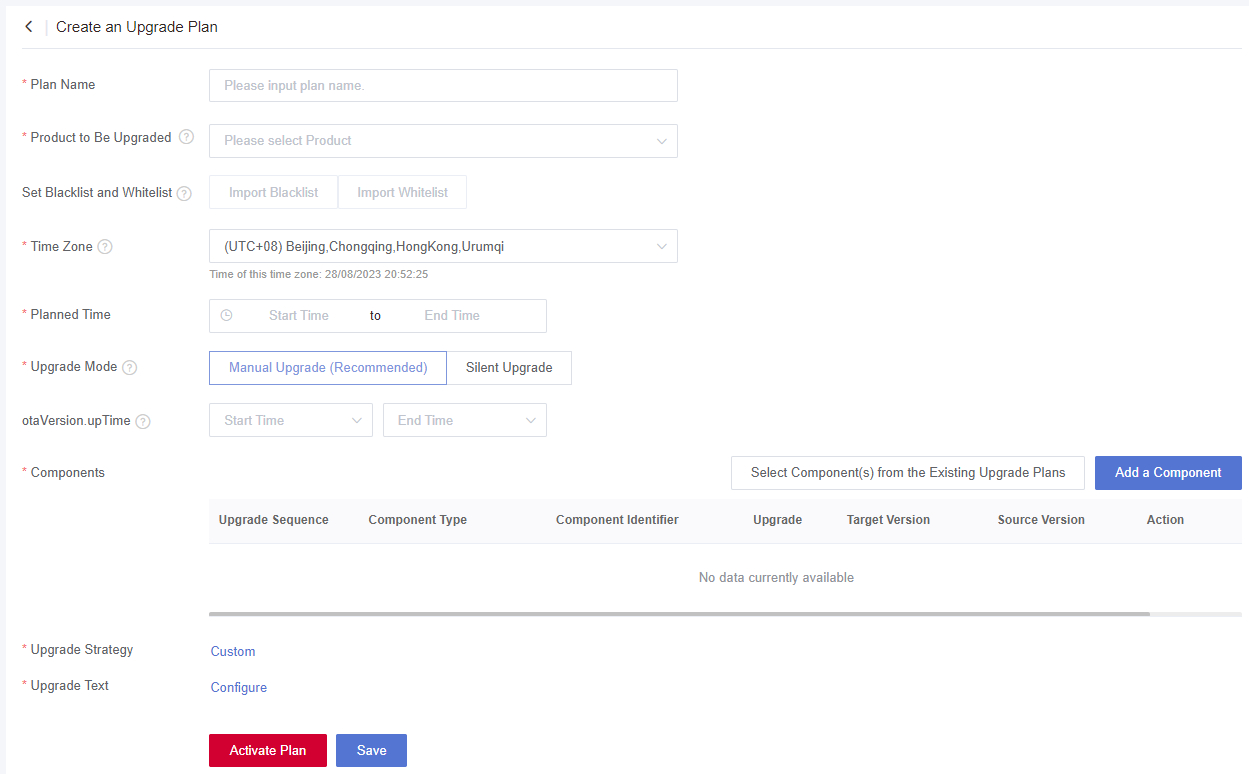 Create an Upgrade Plan
* Plan Name
Please input plan name.
* Product to Be Upgraded ?
Please select Product
Set Blacklist and Whitelist ?
Import Blacklist Import Whitelist
* Time Zone ?
(UTC+08) Beijing,Chongqing,HongKong,Urumqi
Time of this time zone: 28/08/2023 20:52:25
* Planned Time
Start Time to End Time
* Upgrade Mode ?
Manual Upgrade (Recommended) Silent Upgrade
otaVersion.upTime ?
Start Time End Time
* Components
Select Component(s) from the Existing Upgrade Plans Add a Component
Upgrade Sequence Component Type Component Identifier Upgrade Target Version Source Version Action
No data currently available
* Upgrade Strategy
Custom
* Upgrade Text
Configure
Activate Plan Save